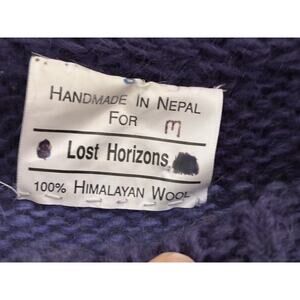 HANDMADE IN NEPAL
FOR M
Lost Horizons
100% HIMALAYAN WOOL